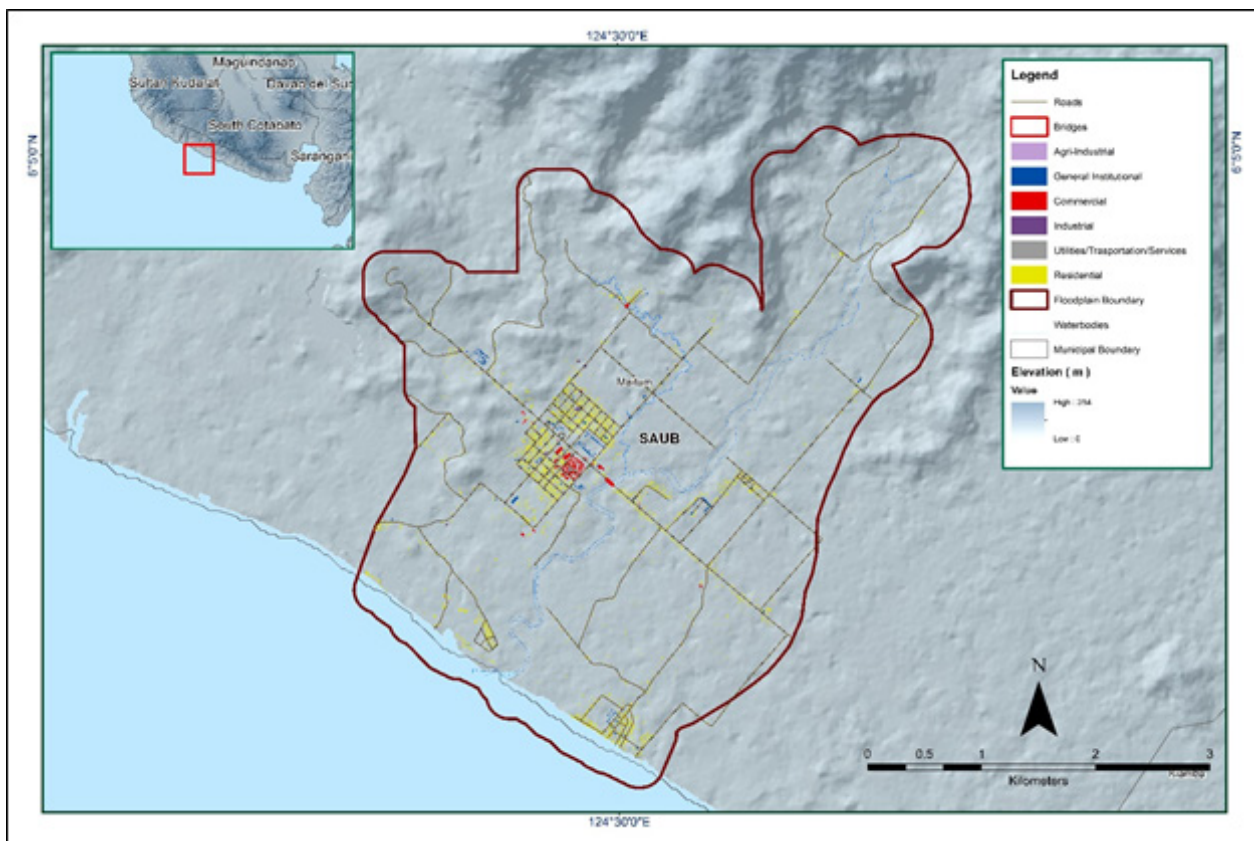 124°30'0"E
Maguindanao
Sultan Kudarat
Davao del Sur
South Cotabato
Sarangani
6°5'0"N
6°5'0"N
Legend
Roads
Bridges
Agri-Industrial
General Institutional
Commercial
Industrial
Utilities/Trasportation/Services
Residential
Floodplain Boundary
Waterbodies
Municipal Boundary
Elevation ( m )
Value
High :
Low : 0
Maitum
SAUB
N
0 0.5 1 2 3
Kilometers
Kiamba
124°30'0"E